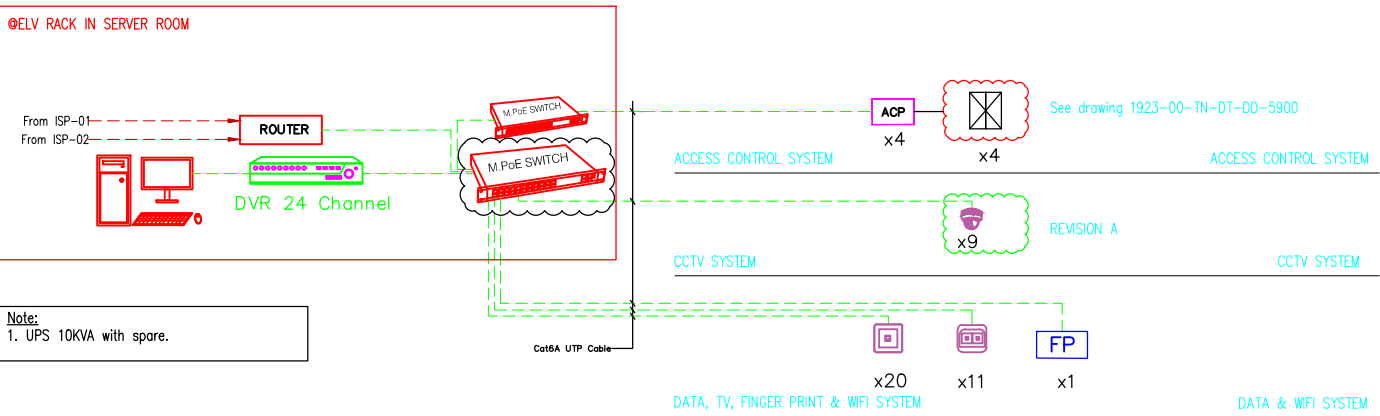 @ELV RACK IN SERVER ROOM
M.PoE SWITCH
From ISP-01
From ISP-02
ROUTER
M.PoE SWITCH
DVR 24 Channel
ACP
x4
x4
See drawing 1923-00-TN-DT-DD-5900
ACCESS CONTROL SYSTEM
ACCESS CONTROL SYSTEM
x9
REVISION A
CCTV SYSTEM
CCTV SYSTEM
Note:
1. UPS 10KVA with spare.
Cat6A UTP Cable
FP
x20
x11
x1
DATA, TV, FINGER PRINT & WIFI SYSTEM
DATA & WIFI SYSTEM